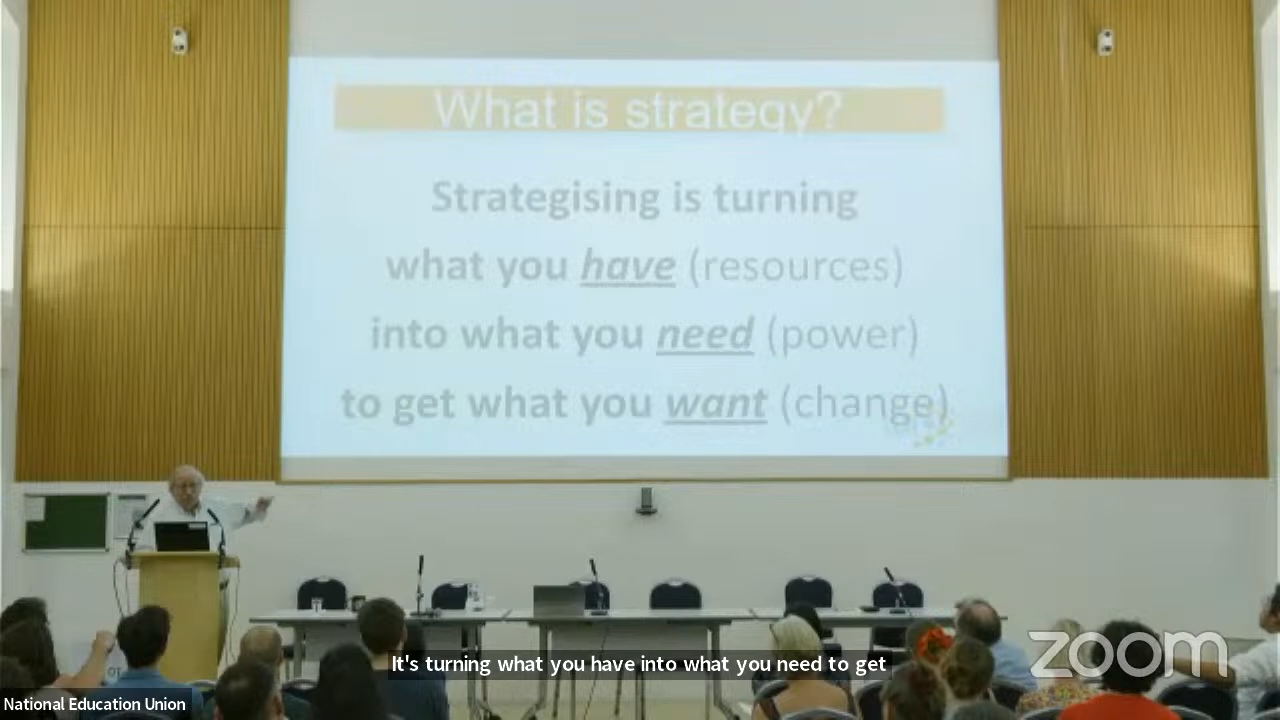 What is strategy?
Strategising is turning
what you have (resources)
into what you need (power)
to get what you want (change)
zoom
It's turning what you have into what you need to get
National Education Union